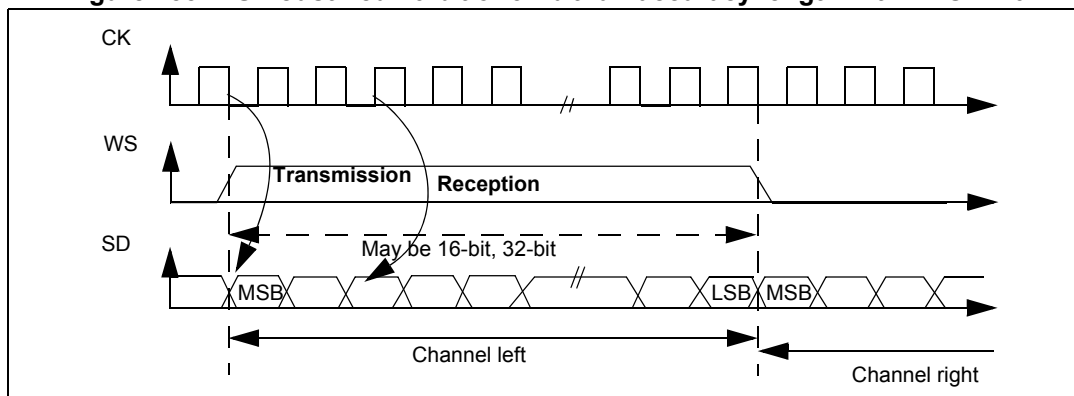 CK
WS
Transmission
Reception
May be 16-bit, 32-bit
SD
MSB
LSB
MSB
Channel left
Channel right